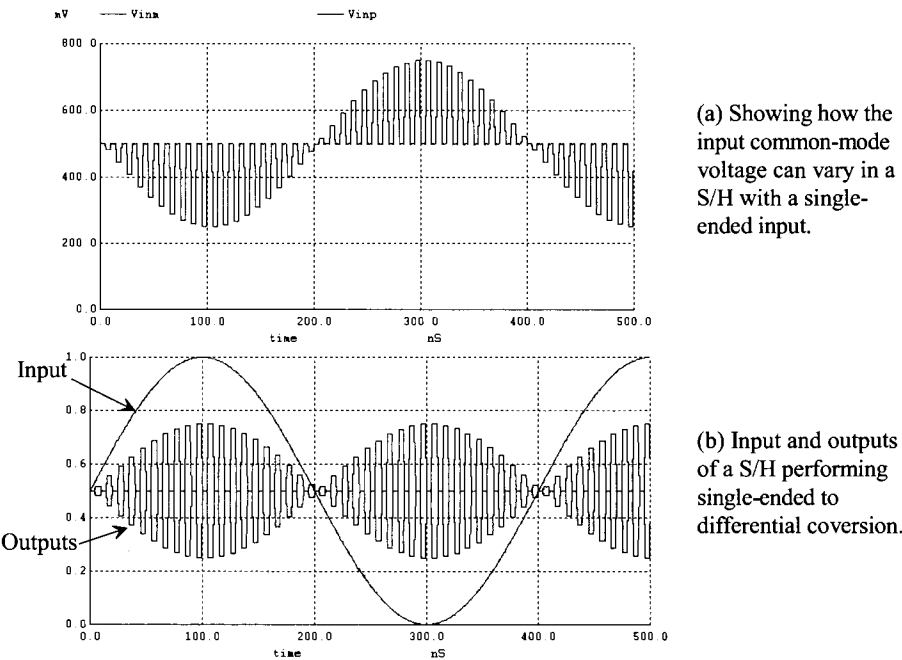 mV Vinm Vinp
800.0
600.0
400.0
200.0
0.0
0.0 100.0 200.0 300.0 400.0 500.0
time nS
(a) Showing how the
input common-mode
voltage can vary in a
S/H with a single-
ended input.
Input
Outputs
1.0
0.8
0.6
0.4
0.2
0.0
0.0 100.0 200.0 300.0 400.0 500.0
time nS
(b) Input and outputs
of a S/H performing
single-ended to
differential coversion.